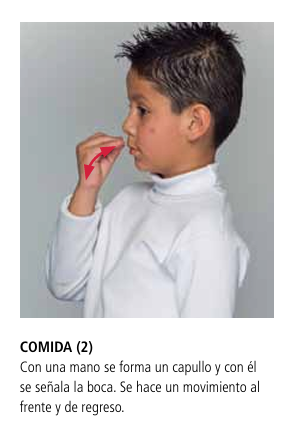 COMIDA (2)
Con una mano se forma un capullo y con él
se señala la boca. Se hace un movimiento al
frente y de regreso.